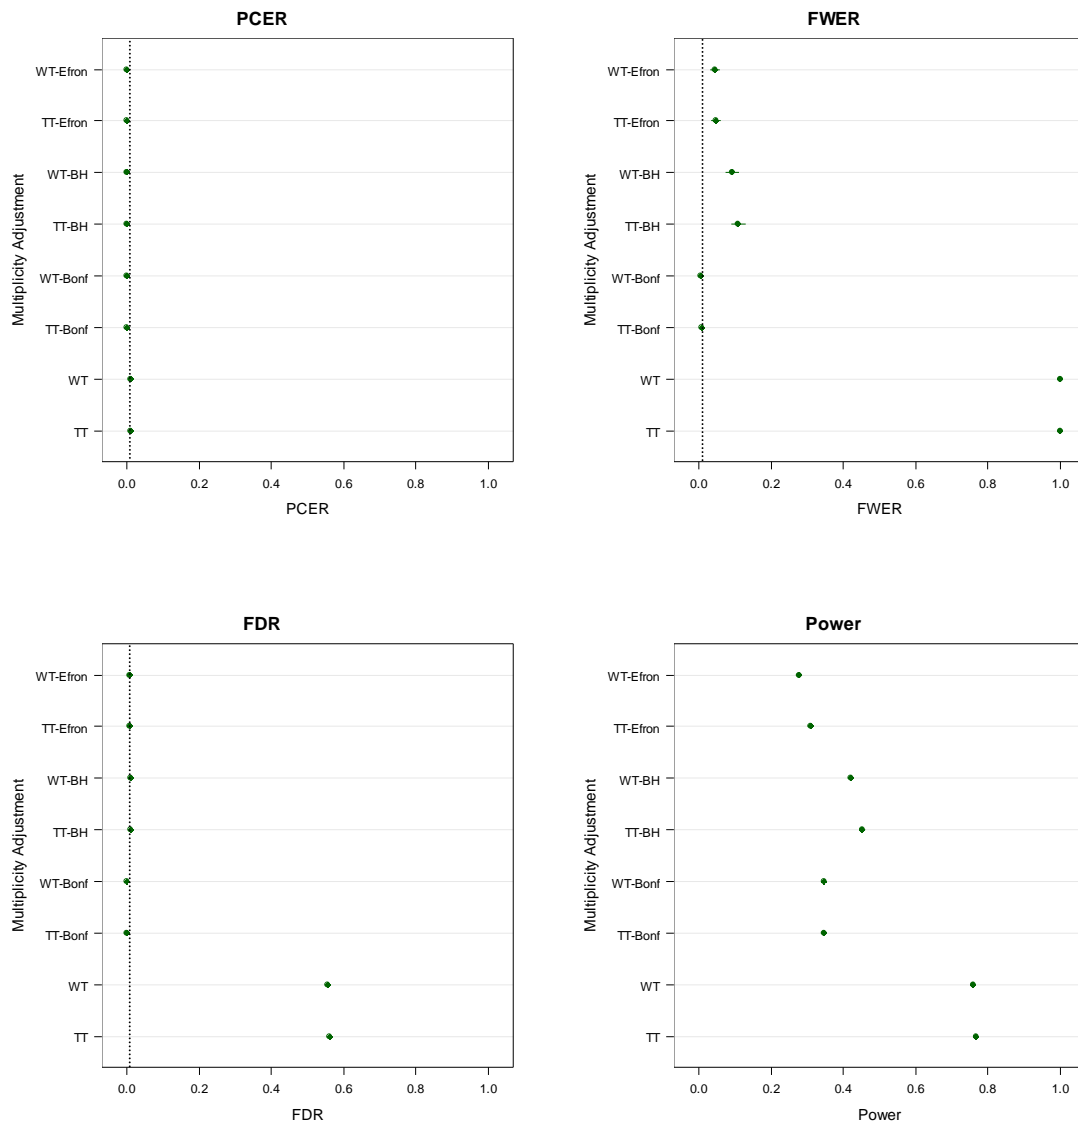 PCER
Multiplicity Adjustment
WT-Efron
TT-Efron
WT-BH
TT-BH
WT-Bonf
TT-Bonf
WT
TT
0.0 0.2 0.4 0.6 0.8 1.0
PCER
FWER
Multiplicity Adjustment
WT-Efron
TT-Efron
WT-BH
TT-BH
WT-Bonf
TT-Bonf
WT
TT
0.0 0.2 0.4 0.6 0.8 1.0
FWER
FDR
Multiplicity Adjustment
WT-Efron
TT-Efron
WT-BH
TT-BH
WT-Bonf
TT-Bonf
WT
TT
0.0 0.2 0.4 0.6 0.8 1.0
FDR
Power
Multiplicity Adjustment
WT-Efron
TT-Efron
WT-BH
TT-BH
WT-Bonf
TT-Bonf
WT
TT
0.0 0.2 0.4 0.6 0.8 1.0
Power